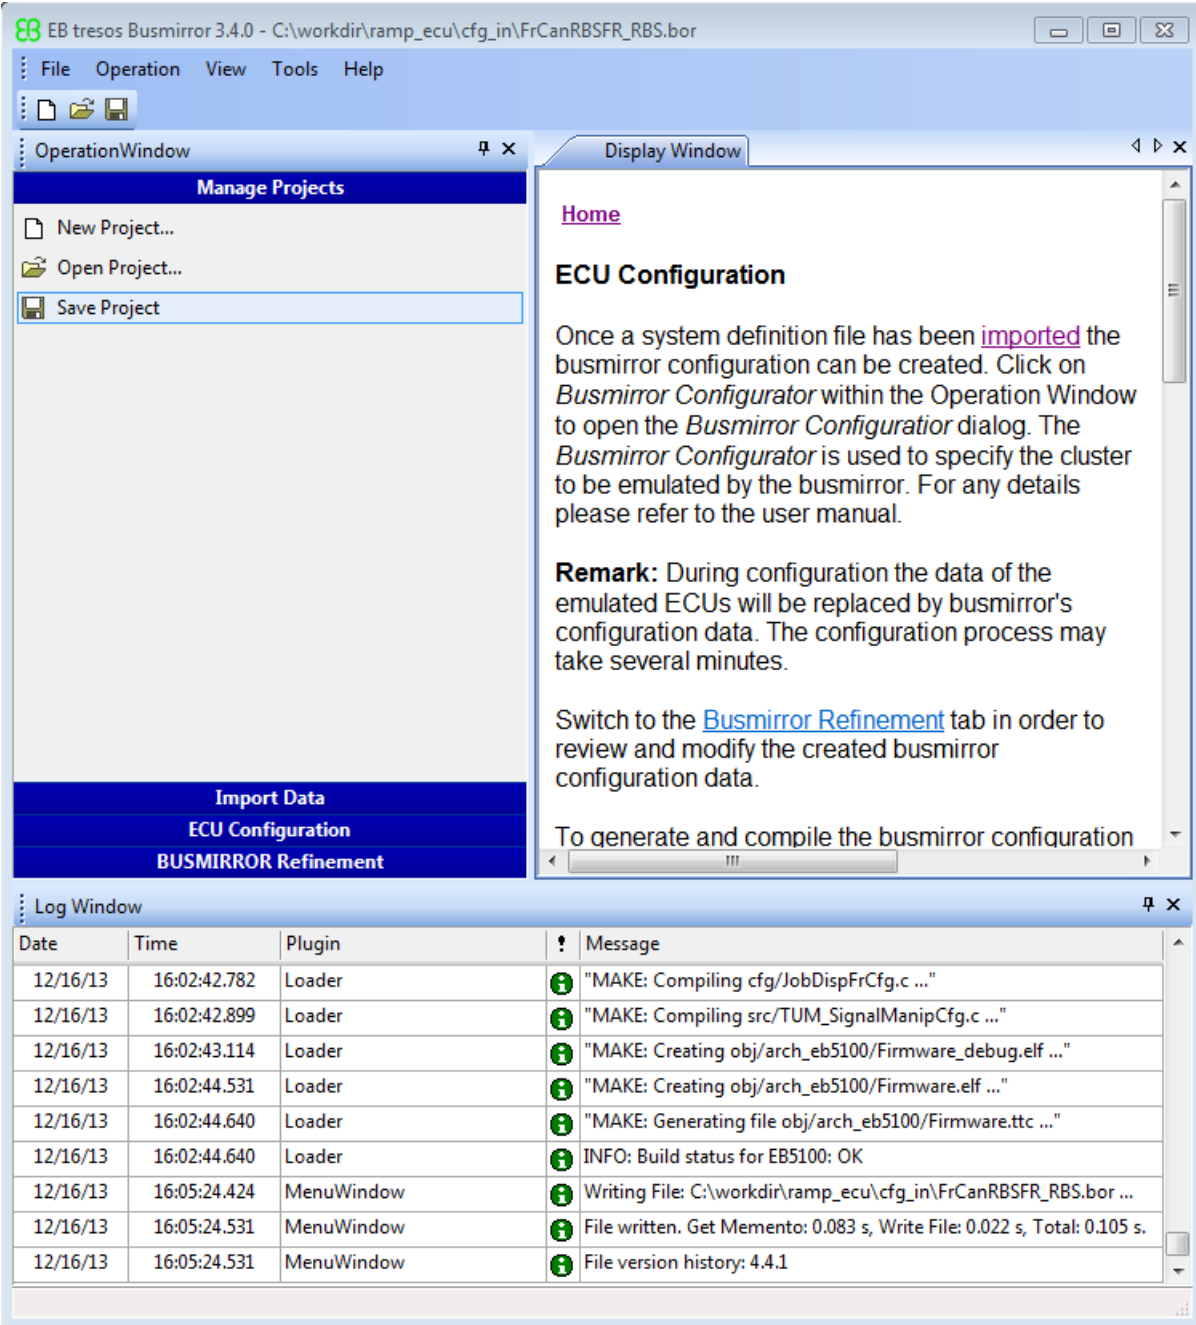 EB tresos Busmirror 3.4.0 - C:\workdir\ramp_ecu\cfg_in\FrCanRBSFR_RBS.bor
File Operation View Tools Help
OperationWindow
Manage Projects
New Project...
Open Project...
Save Project
Import Data
ECU Configuration
BUSMIRROR Refinement
Display Window
Home
ECU Configuration
Once a system definition file has been imported the
busmirror configuration can be created. Click on
Busmirror Configurator within the Operation Window
to open the Busmirror Configuratior dialog. The
Busmirror Configurator is used to specify the cluster
to be emulated by the busmirror. For any details
please refer to the user manual.
Remark: During configuration the data of the
emulated ECUs will be replaced by busmirror's
configuration data. The configuration process may
take several minutes.
Switch to the Busmirror Refinement tab in order to
review and modify the created busmirror
configuration data.
To generate and compile the busmirror configuration
Log Window
Date Time Plugin ! Message
12/16/13 16:02:42.782 Loader "MAKE: Compiling cfg/JobDispFrCfg.c ..."
12/16/13 16:02:42.899 Loader "MAKE: Compiling src/TUM_SignalManipCfg.c ..."
12/16/13 16:02:43.114 Loader "MAKE: Creating obj/arch_eb5100/Firmware_debug.elf ..."
12/16/13 16:02:44.531 Loader "MAKE: Creating obj/arch_eb5100/Firmware.elf ..."
12/16/13 16:02:44.640 Loader "MAKE: Generating file obj/arch_eb5100/Firmware.ttc ..."
12/16/13 16:02:44.640 Loader INFO: Build status for EB5100: OK
12/16/13 16:05:24.424 MenuWindow Writing File: C:\workdir\ramp_ecu\cfg_in\FrCanRBSFR_RBS.bor ...
12/16/13 16:05:24.531 MenuWindow File written. Get Memento: 0.083 s, Write File: 0.022 s, Total: 0.105 s.
12/16/13 16:05:24.531 MenuWindow File version history: 4.4.1